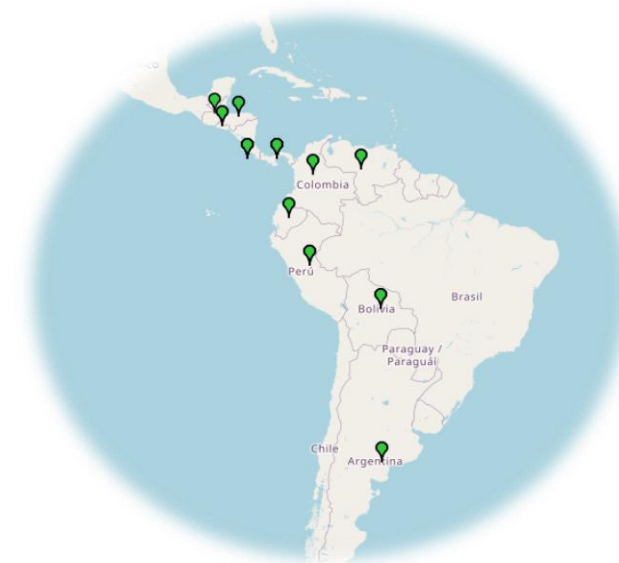 Colombia
Perú
Brasil
Bolivia
Paraguay /
Paraguái
Chile
Argentina